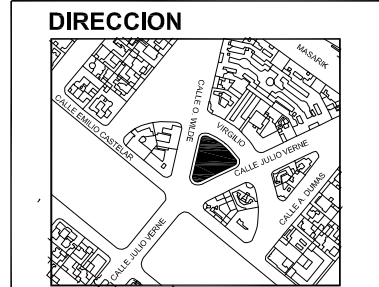 DIRECCION
MASARIK
CALLE O. WILDE
VIRGILIO
CALLE EMILIO CASTELAR
CALLE JULIO VERNE
CALLE A. DUMAS
CALLE JULIO VERNE